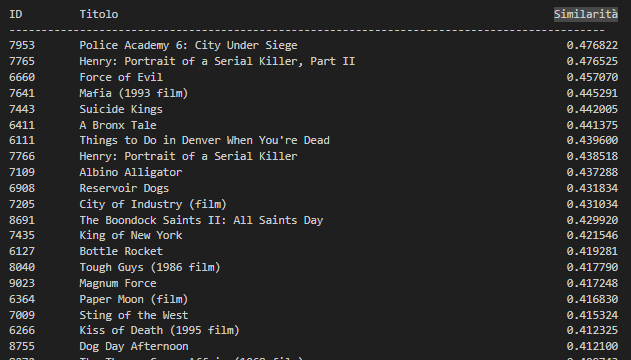 ID Titolo Similarità
7953 Police Academy 6: City Under Siege 0.476822
7765 Henry: Portrait of a Serial Killer, Part II 0.476525
6660 Force of Evil 0.457070
7641 Mafia (1993 film) 0.445291
7443 Suicide Kings 0.442005
6411 A Bronx Tale 0.441375
6111 Things to Do in Denver When You're Dead 0.439600
7766 Henry: Portrait of a Serial Killer 0.438518
7109 Albino Alligator 0.437288
6908 Reservoir Dogs 0.431834
7205 City of Industry (film) 0.431034
8691 The Boondock Saints II: All Saints Day 0.429920
7435 King of New York 0.421546
6127 Bottle Rocket 0.419281
8040 Tough Guys (1986 film) 0.417790
9023 Magnum Force 0.417248
6364 Paper Moon (film) 0.416830
7009 Sting of the West 0.415324
6266 Kiss of Death (1995 film) 0.412325
8755 Dog Day Afternoon 0.412100